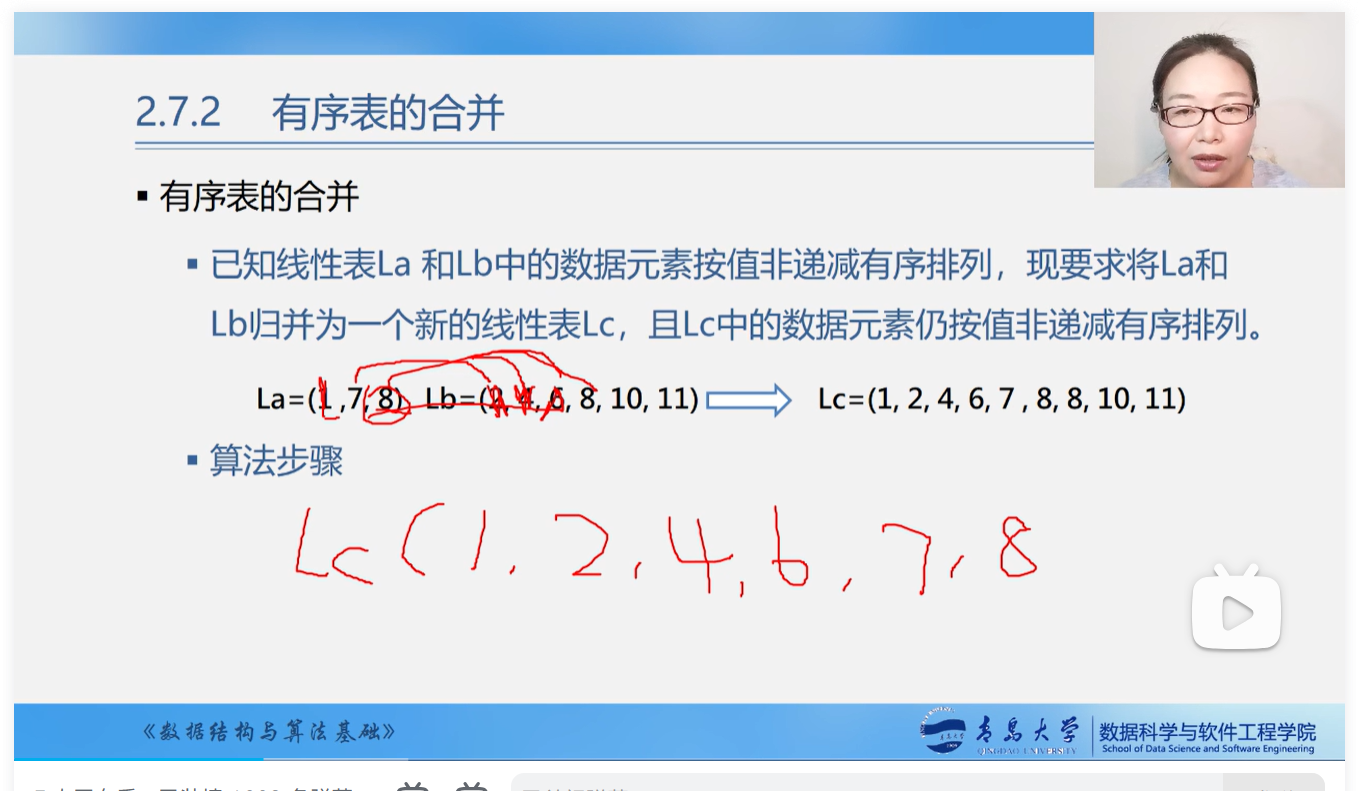 2.7.2 有序表的合并
▪ 有序表的合并
▪ 已知线性表La 和Lb中的数据元素按值非递减有序排列，现要求将La和
Lb归并为一个新的线性表Lc，且Lc中的数据元素仍按值非递减有序排列。
La=(1 ,7, 8) Lb=(2, 4, 6, 8, 10, 11) Lc=(1, 2, 4, 6, 7 , 8, 8, 10, 11)
▪ 算法步骤
Lc (1, 2, 4, 6, 7, 8
《数据结构与算法基础》
青岛大学
QINGDAO UNIVERSITY
数据科学与软件工程学院
School of Data Science and Software Engineering